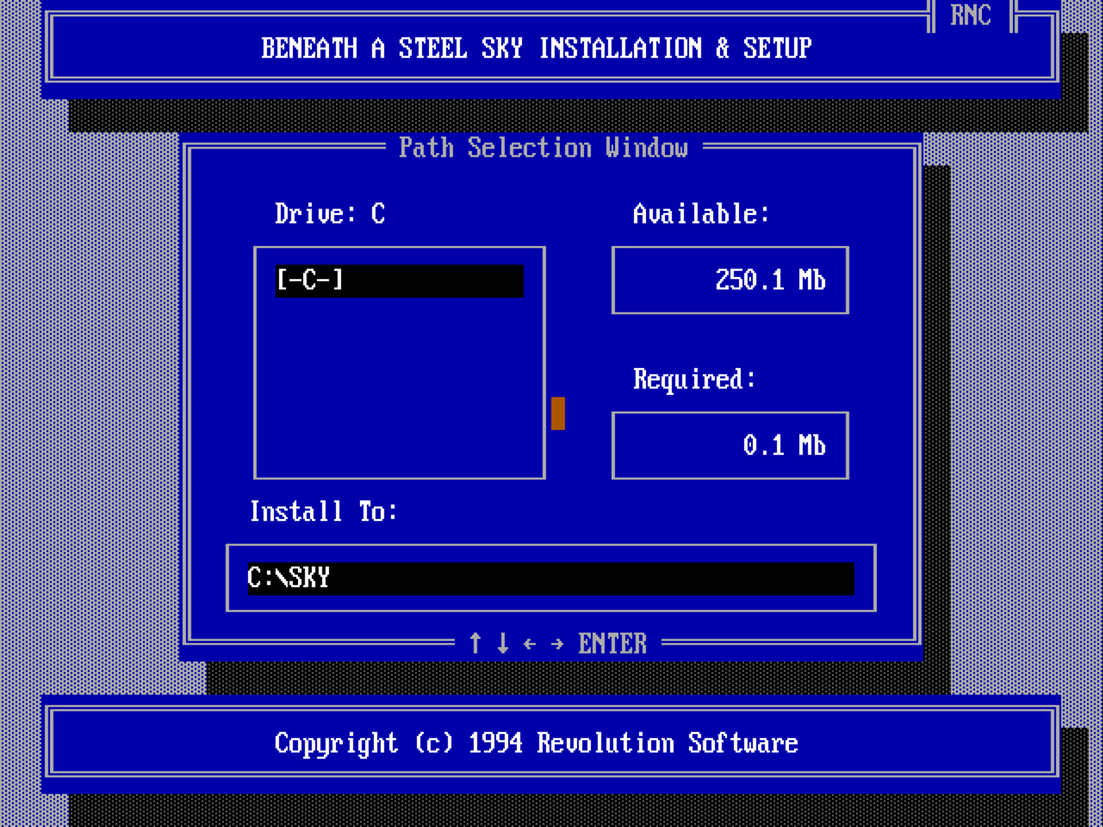 RNC
BENEATH A STEEL SKY INSTALLATION & SETUP
Path Selection Window
Drive: C
Available:
[-C-]
250.1 Mb
Required:
0.1 Mb
Install To:
C:\SKY
↑ ↓ ← → ENTER
Copyright (c) 1994 Revolution Software